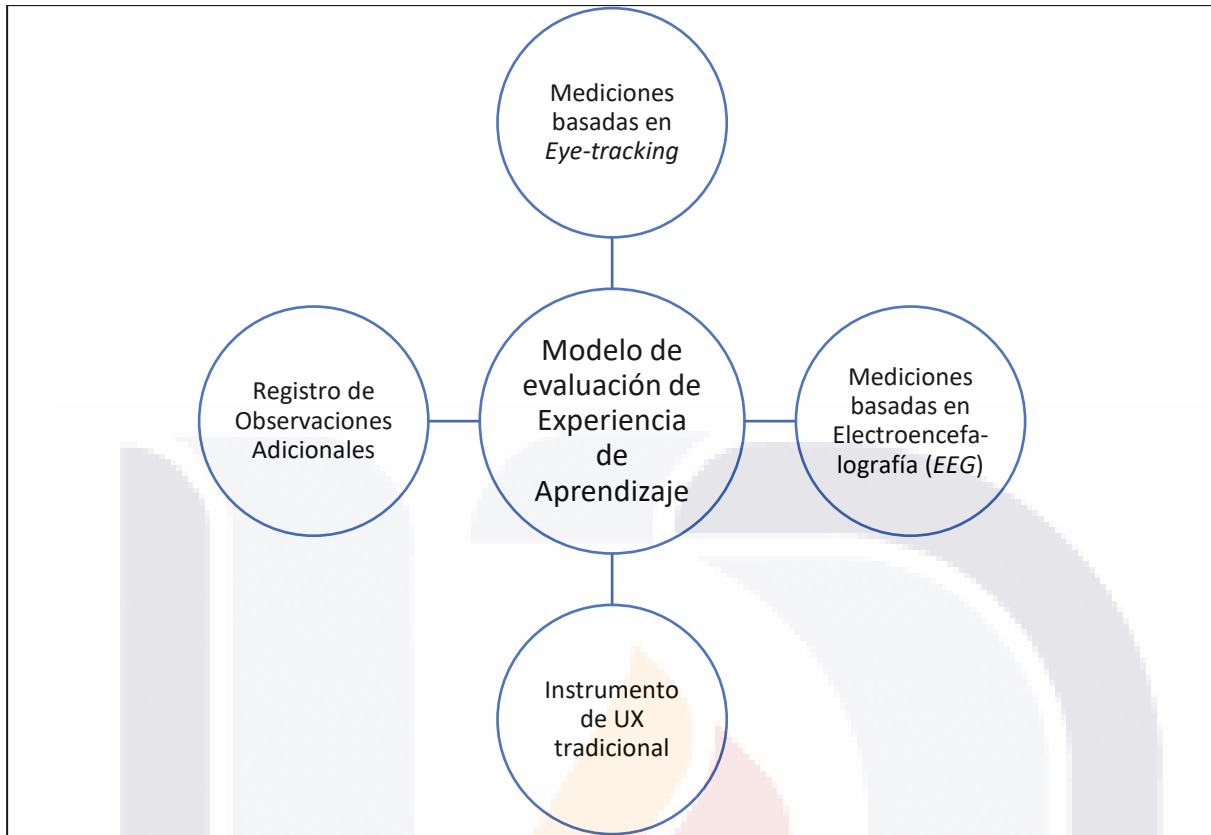 Mediciones
basadas en
Eye-tracking
Registro de
Observaciones
Adicionales
Modelo de
evaluación de
Experiencia
de
Aprendizaje
Mediciones
basadas en
Electroencefa-
lografía (EEG)
Instrumento
de UX
tradicional